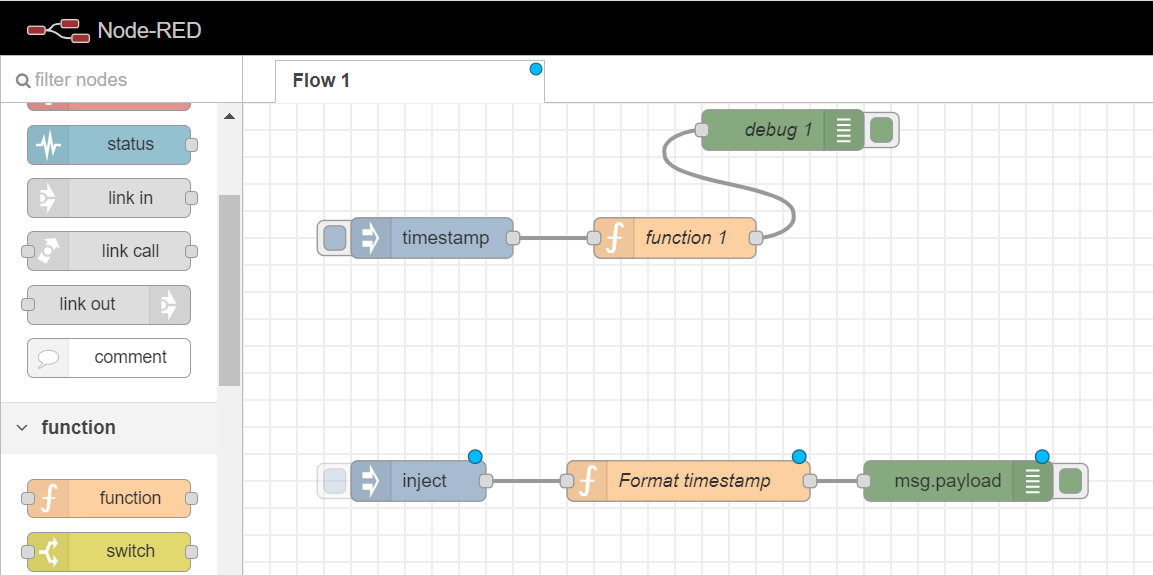 Node-RED
filter nodes
Flow 1
status
link in
link call
link out
comment
function
function
switch
debug 1
timestamp
function 1
inject
Format timestamp
msg.payload